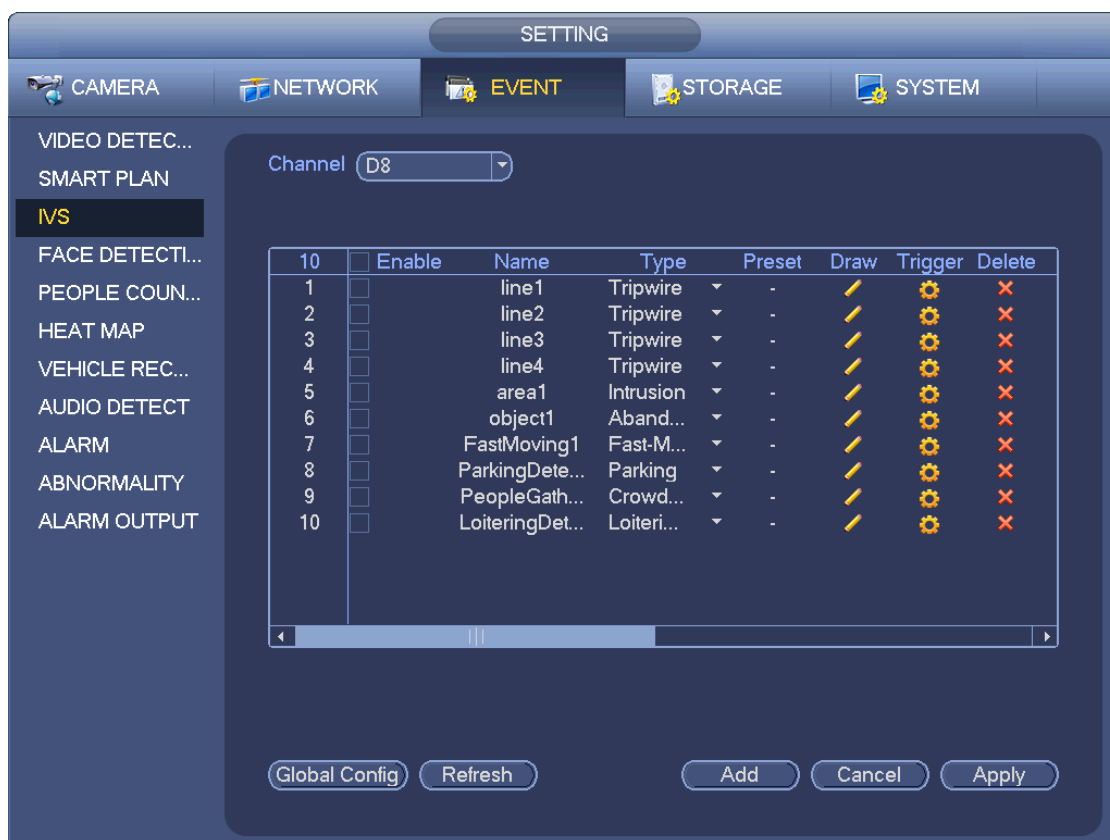 SETTING
CAMERA NETWORK EVENT STORAGE SYSTEM
VIDEO DETEC...
SMART PLAN
IVS
FACE DETECTI...
PEOPLE COUN...
HEAT MAP
VEHICLE REC...
AUDIO DETECT
ALARM
ABNORMALITY
ALARM OUTPUT
Channel D8
10 Enable Name Type Preset Draw Trigger Delete
1 line1 Tripwire -
2 line2 Tripwire -
3 line3 Tripwire -
4 line4 Tripwire -
5 area1 Intrusion -
6 object1 Aband... -
7 FastMoving1 Fast-M... -
8 ParkingDete... Parking -
9 PeopleGath... Crowd... -
10 LoiteringDet... Loiteri... -
Global Config Refresh Add Cancel Apply